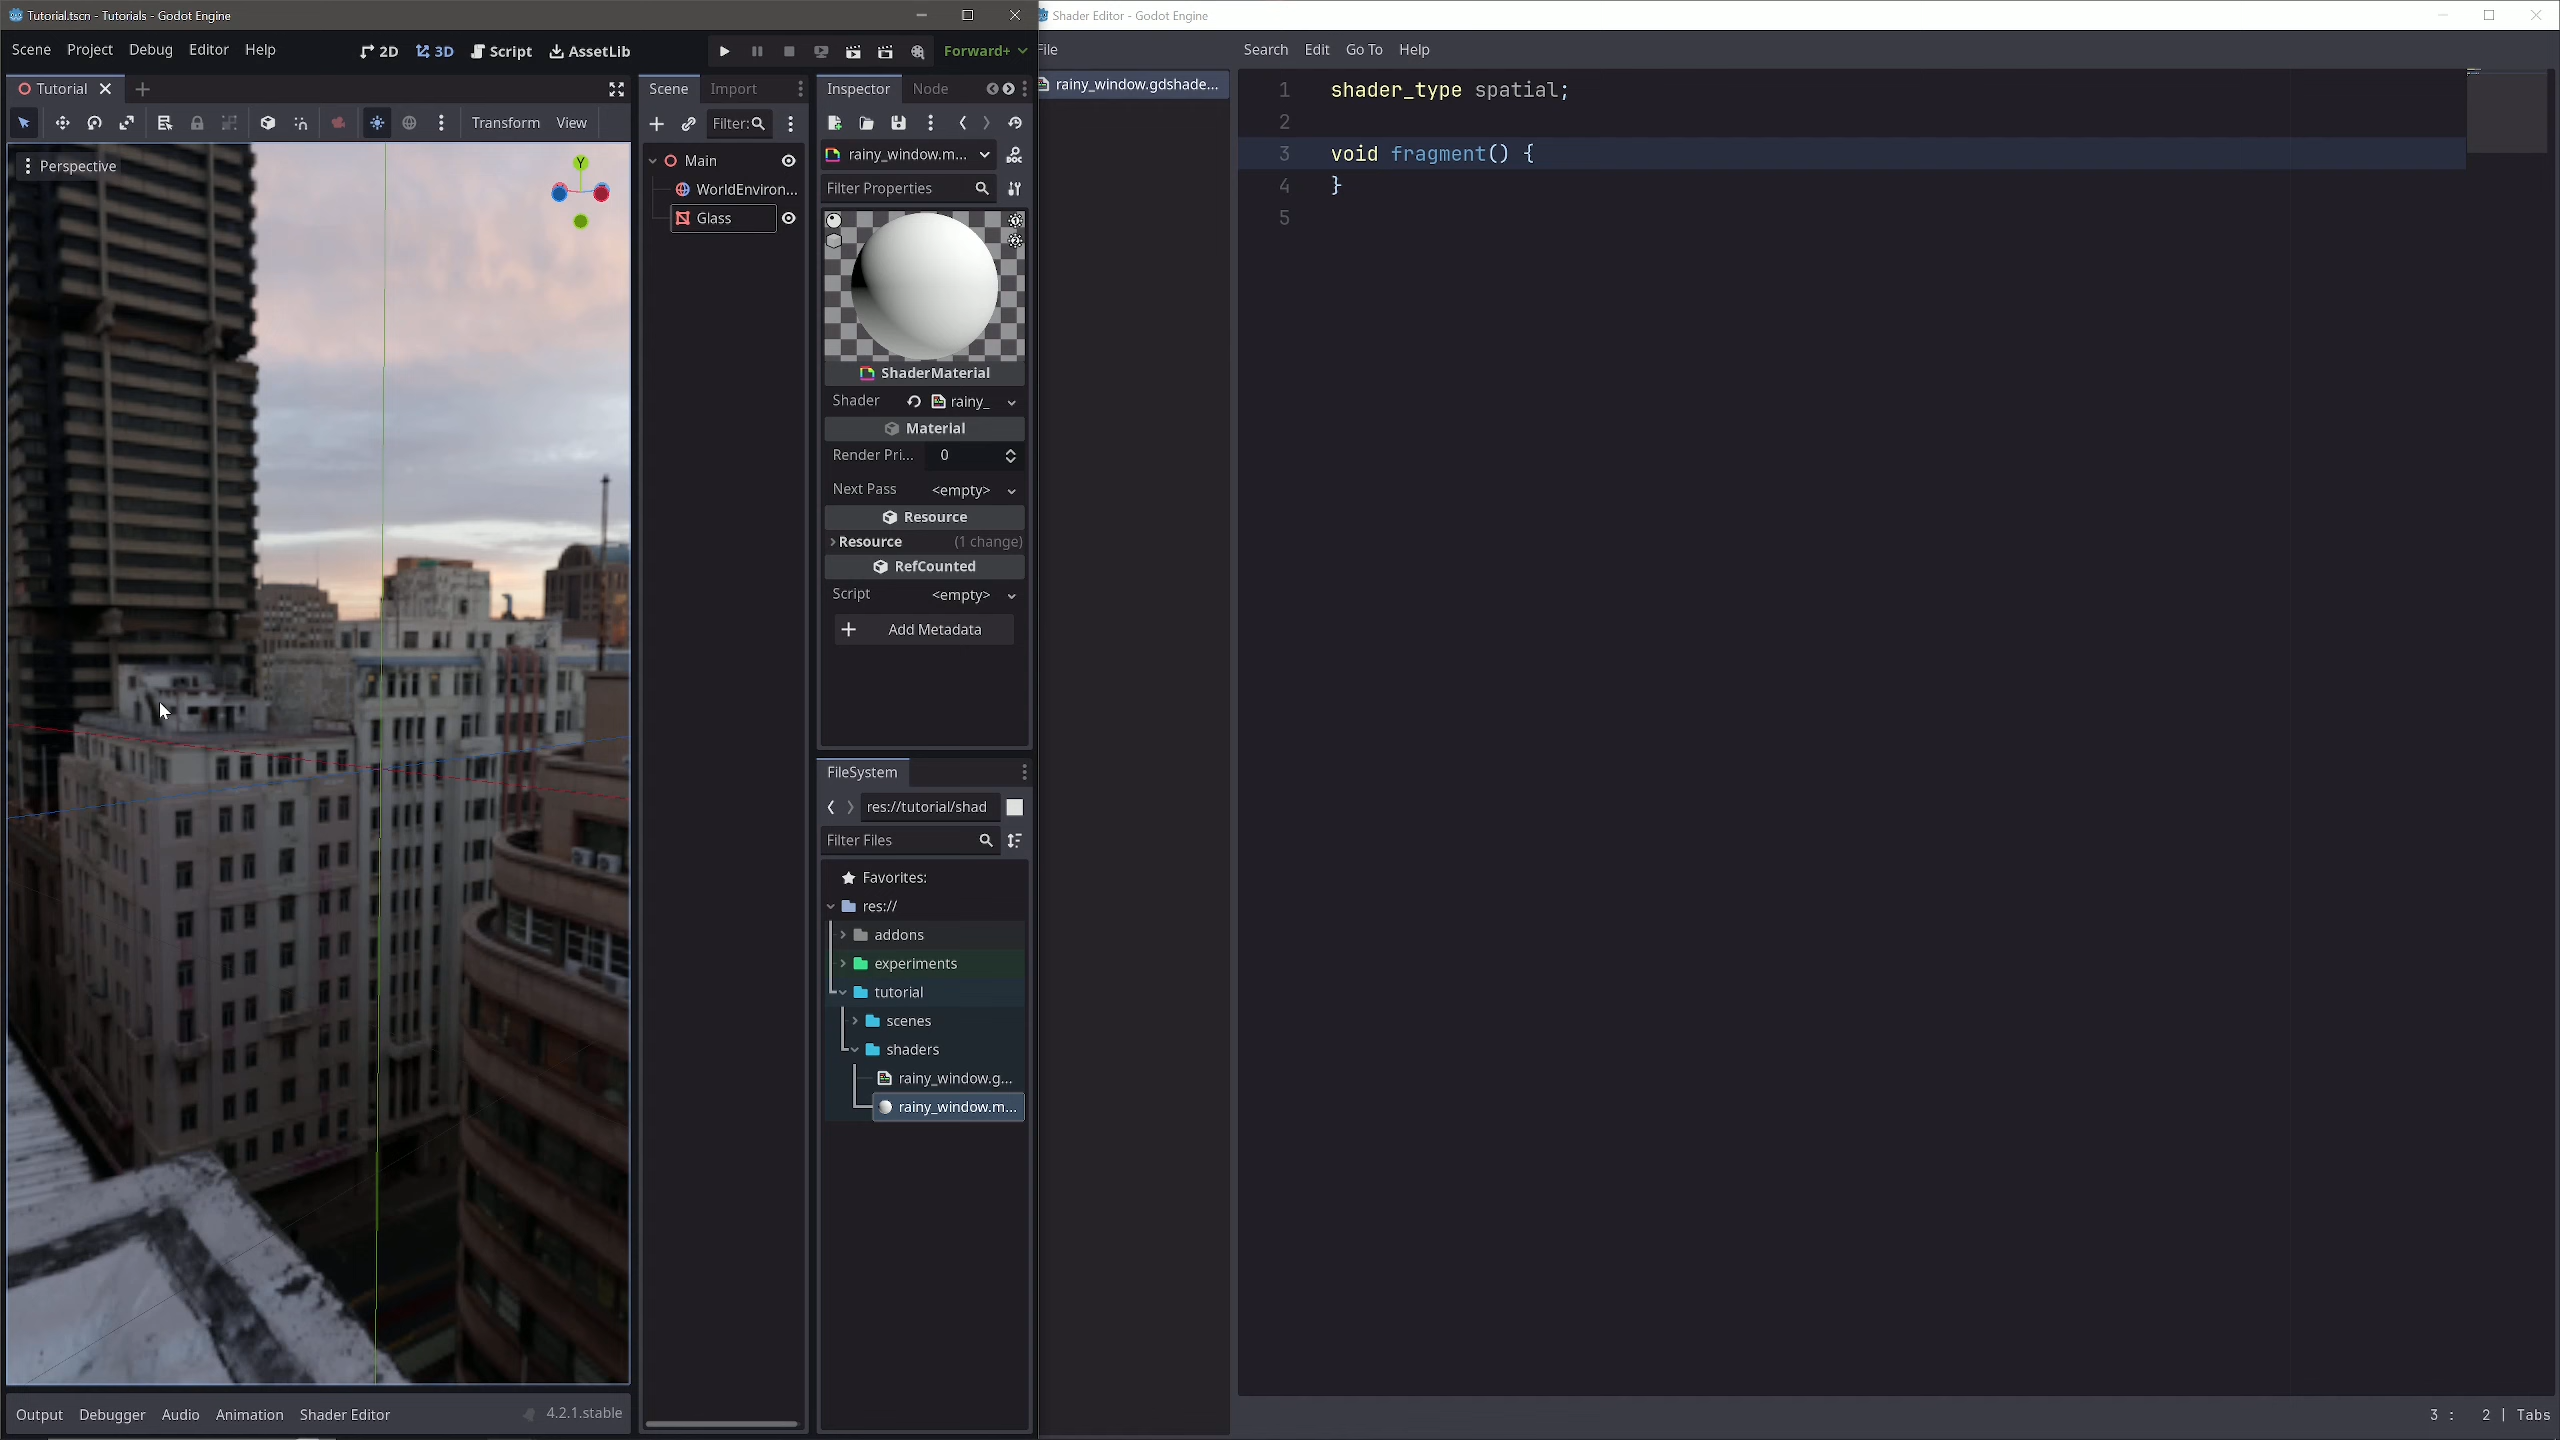 Tutorial.tscn - Tutorials - Godot Engine
Scene Project Debug Editor Help
2D 3D Script AssetLib
Forward+
Tutorial
Transform View
Perspective
Y
Output Debugger Audio Animation Shader Editor
4.2.1.stable
Scene Import
Filter:
Main
WorldEnviron...
Glass
Inspector Node
rainy_window.m...
DOC
Filter Properties
ShaderMaterial
Shader rainy_
Material
Render Pri... 0
Next Pass <empty>
Resource
Resource (1 change)
RefCounted
Script <empty>
Add Metadata
FileSystem
res://tutorial/shad
Filter Files
Favorites:
res://
addons
experiments
tutorial
scenes
shaders
rainy_window.g...
rainy_window.m...
Shader Editor - Godot Engine
File
Search Edit Go To Help
rainy_window.gdshade...
1 shader_type spatial;
2
3 void fragment() {
4 }
5
3 : 2 | Tabs